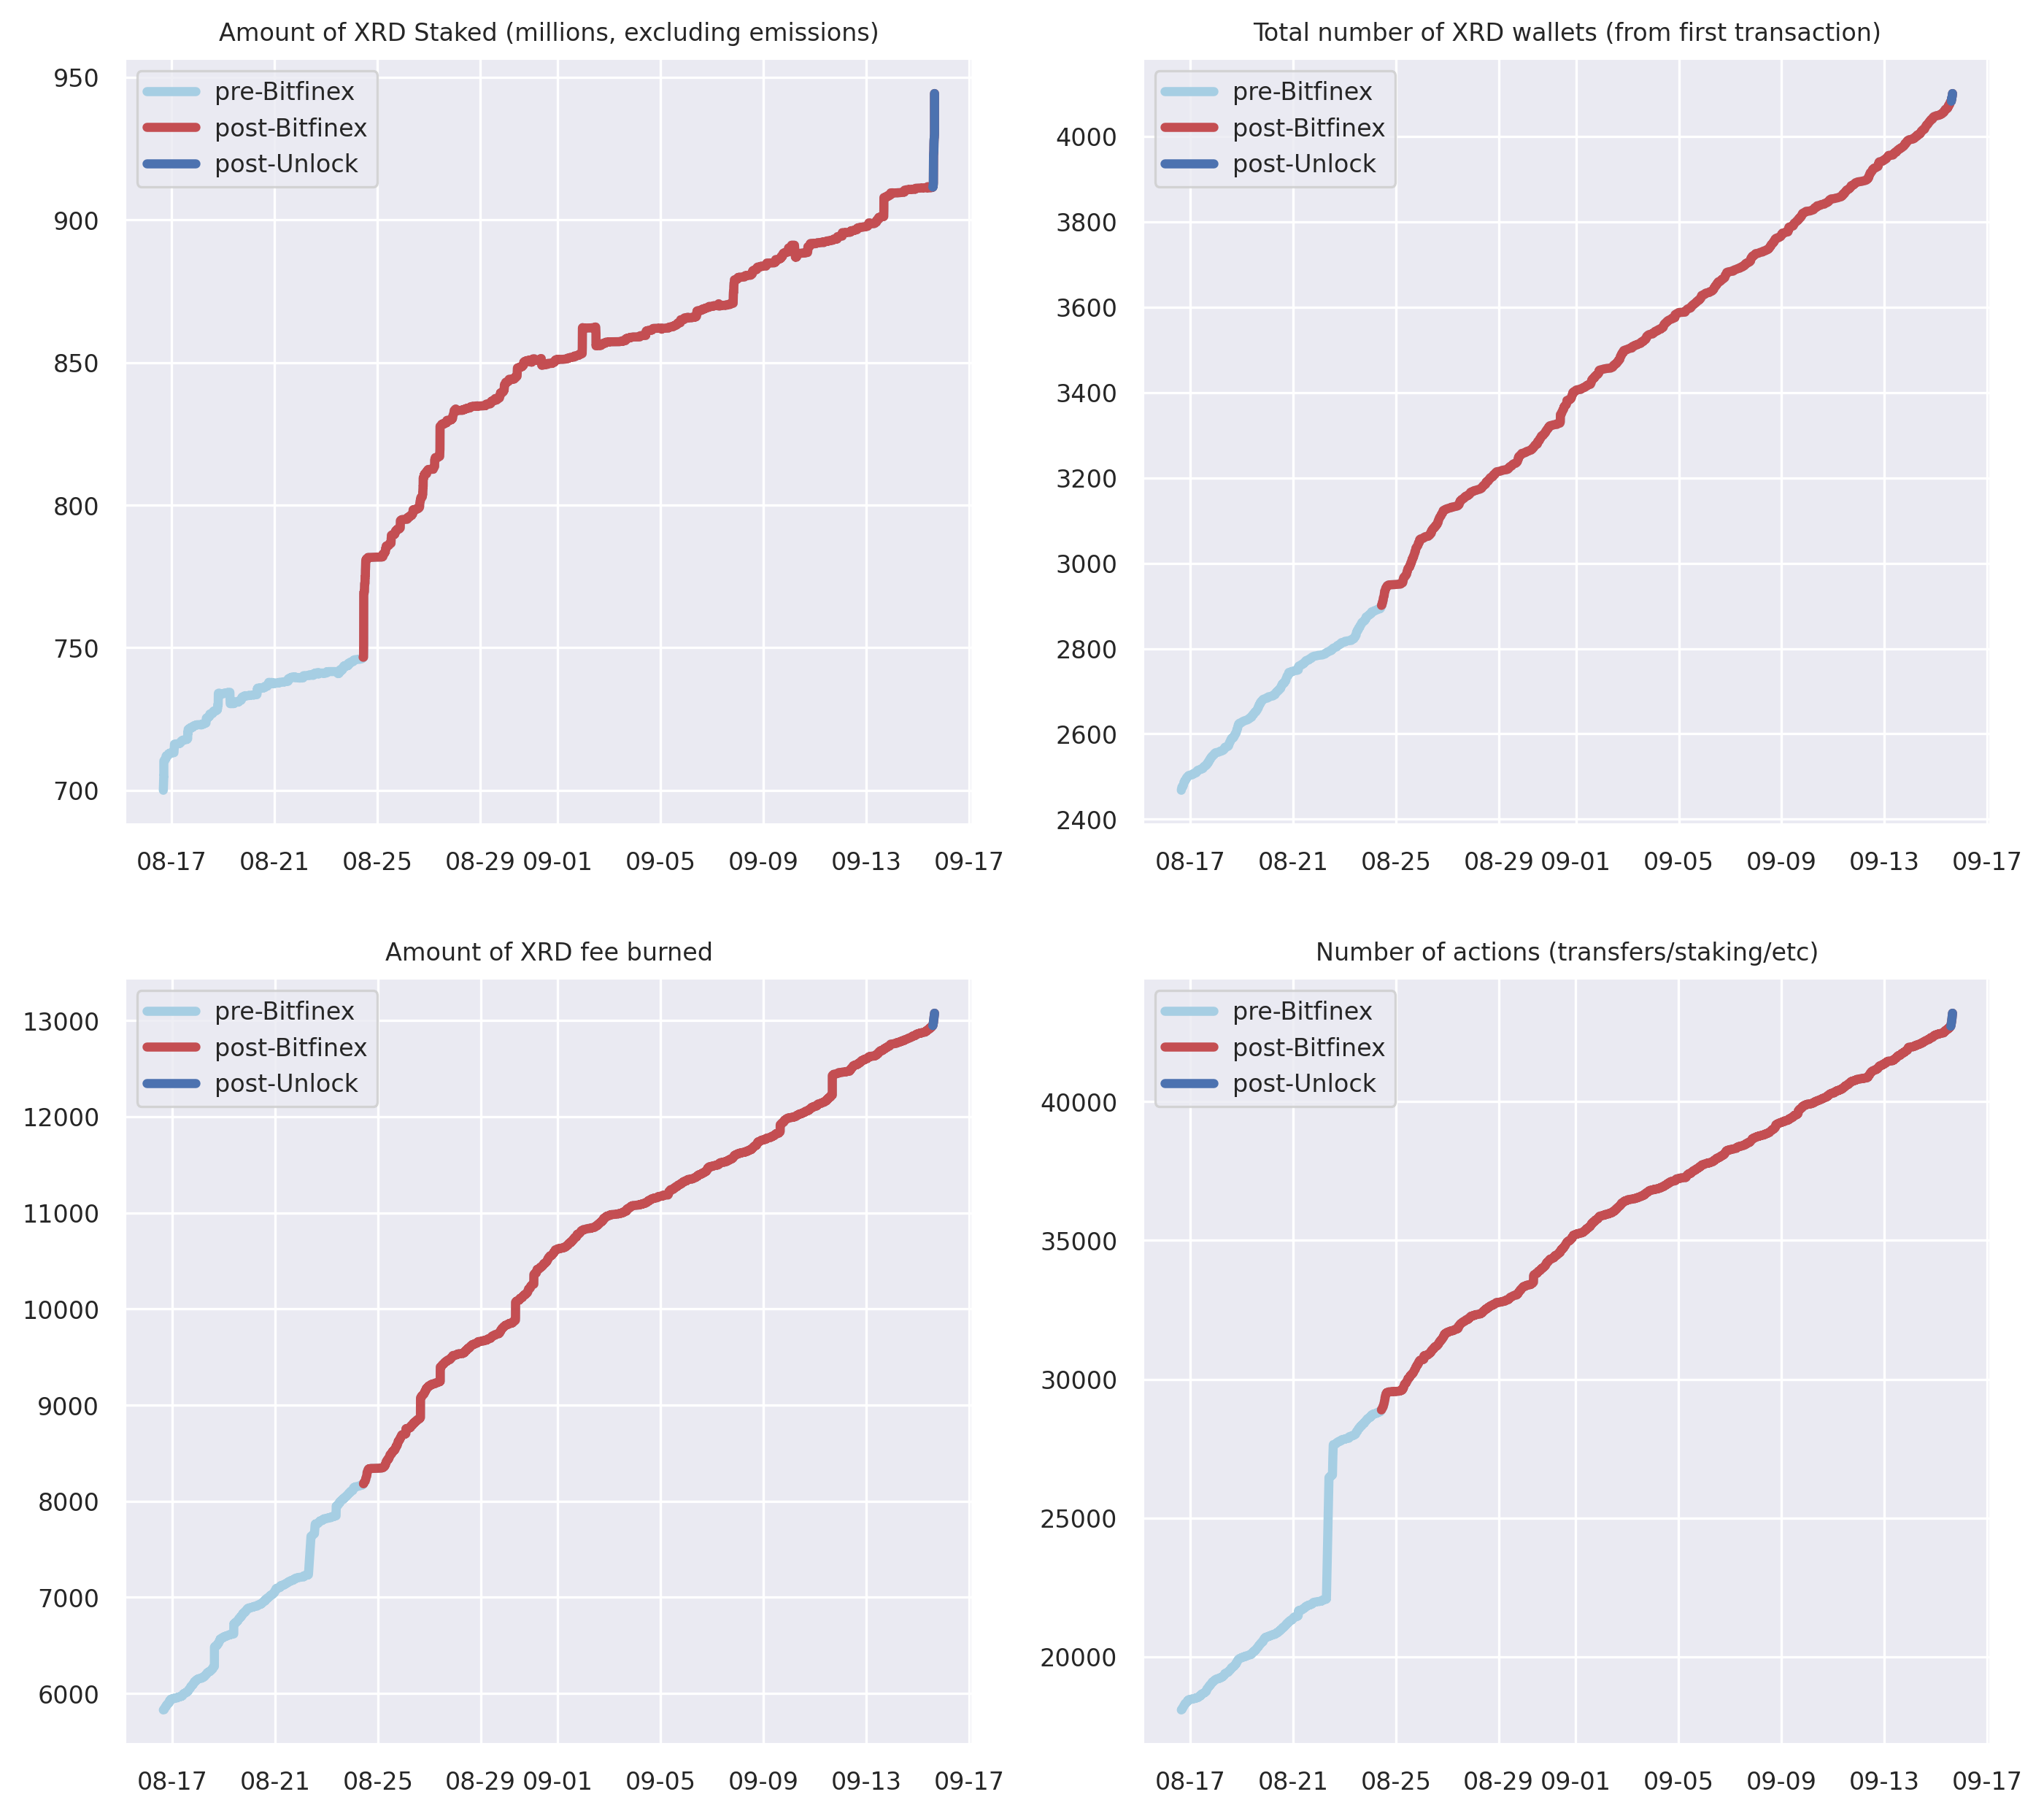 Amount of XRD Staked (millions, excluding emissions)
950
900
850
800
750
700
pre-Bitfinex
post-Bitfinex
post-Unlock
08-17 08-21 08-25 08-29 09-01 09-05 09-09 09-13 09-17
Total number of XRD wallets (from first transaction)
4000
3800
3600
3400
3200
3000
2800
2600
2400
pre-Bitfinex
post-Bitfinex
post-Unlock
08-17 08-21 08-25 08-29 09-01 09-05 09-09 09-13 09-17
Amount of XRD fee burned
13000
12000
11000
10000
9000
8000
7000
6000
pre-Bitfinex
post-Bitfinex
post-Unlock
08-17 08-21 08-25 08-29 09-01 09-05 09-09 09-13 09-17
Number of actions (transfers/staking/etc)
40000
35000
30000
25000
20000
pre-Bitfinex
post-Bitfinex
post-Unlock
08-17 08-21 08-25 08-29 09-01 09-05 09-09 09-13 09-17